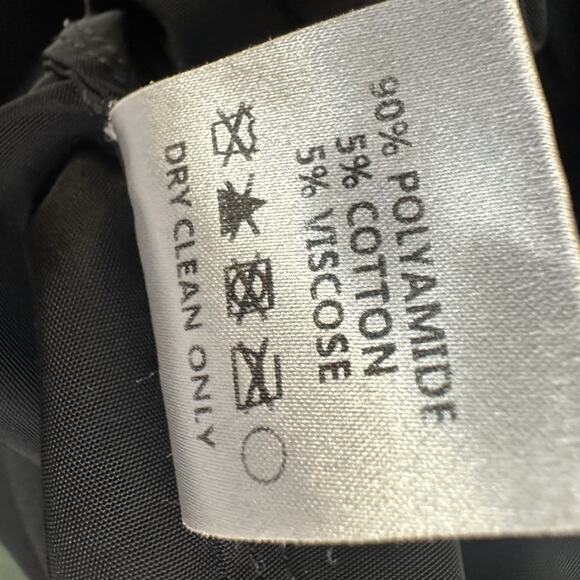 90% POLYAMIDE
5% COTTON
5% VISCOSE
DRY CLEAN ONLY